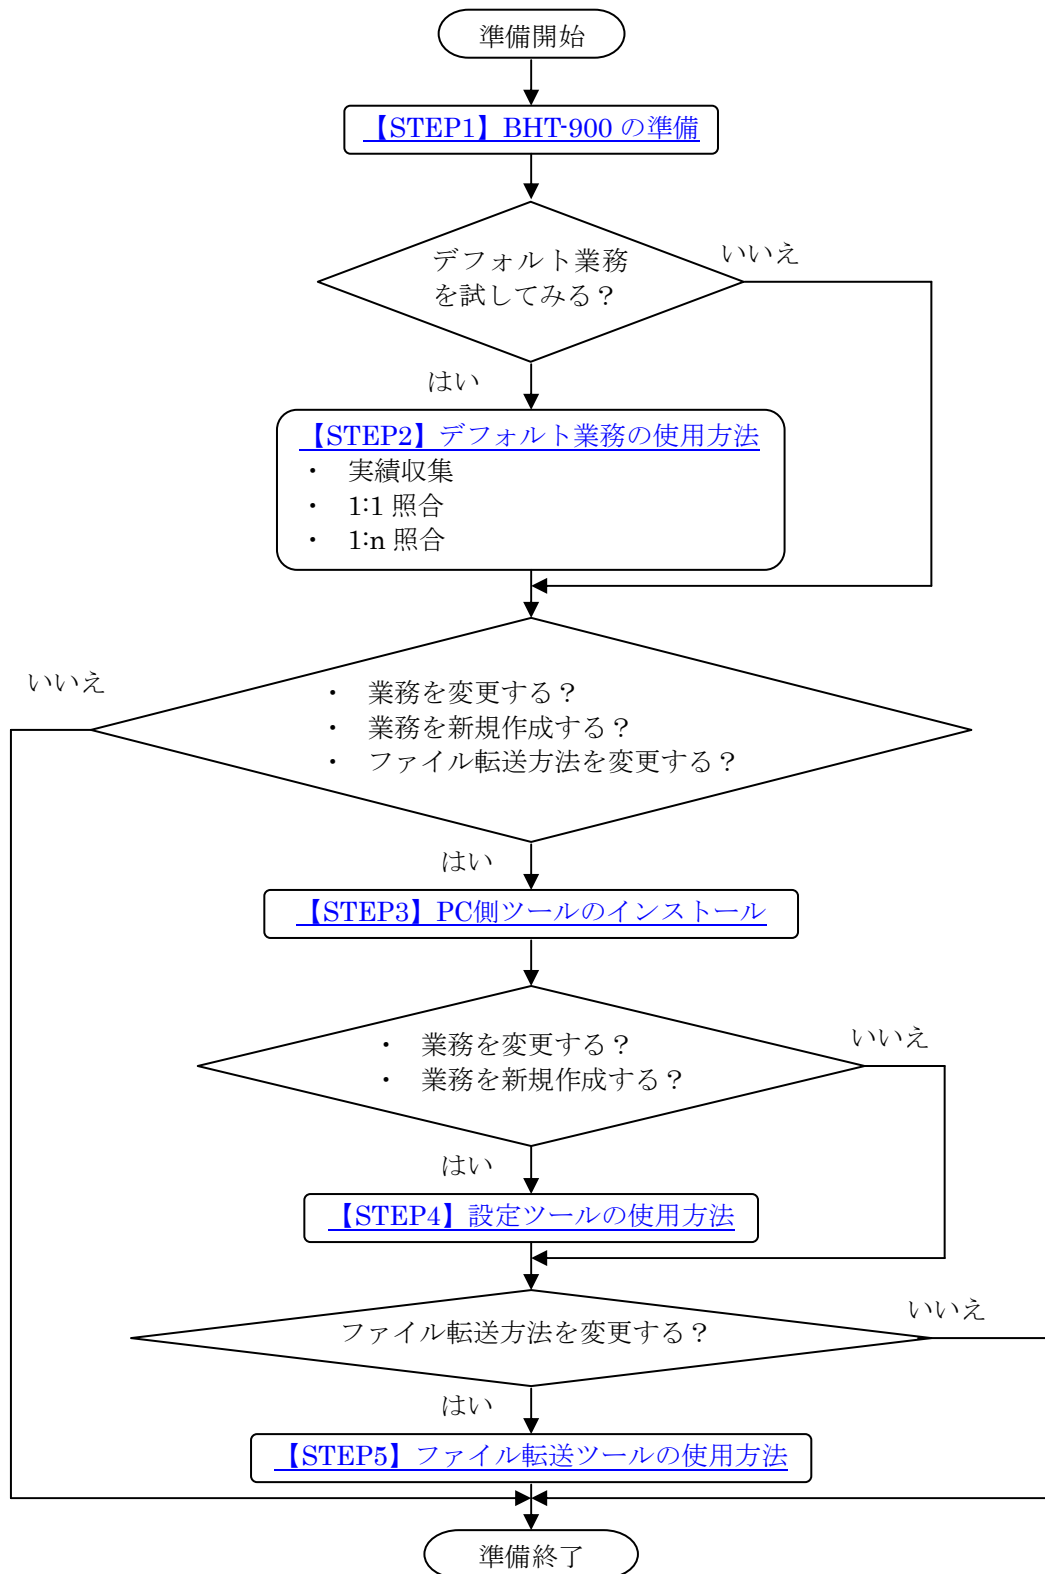 準備開始
【STEP1】BHT-900 の準備
デフォルト業務
を試してみる？
いいえ
はい
【STEP2】デフォルト業務の使用方法
・ 実績収集
・ 1:1 照合
・ 1:n 照合
いいえ
・ 業務を変更する？
・ 業務を新規作成する？
・ ファイル転送方法を変更する？
はい
【STEP3】PC側ツールのインストール
・ 業務を変更する？
・ 業務を新規作成する？
いいえ
はい
【STEP4】設定ツールの使用方法
ファイル転送方法を変更する？
いいえ
はい
【STEP5】ファイル転送ツールの使用方法
準備終了